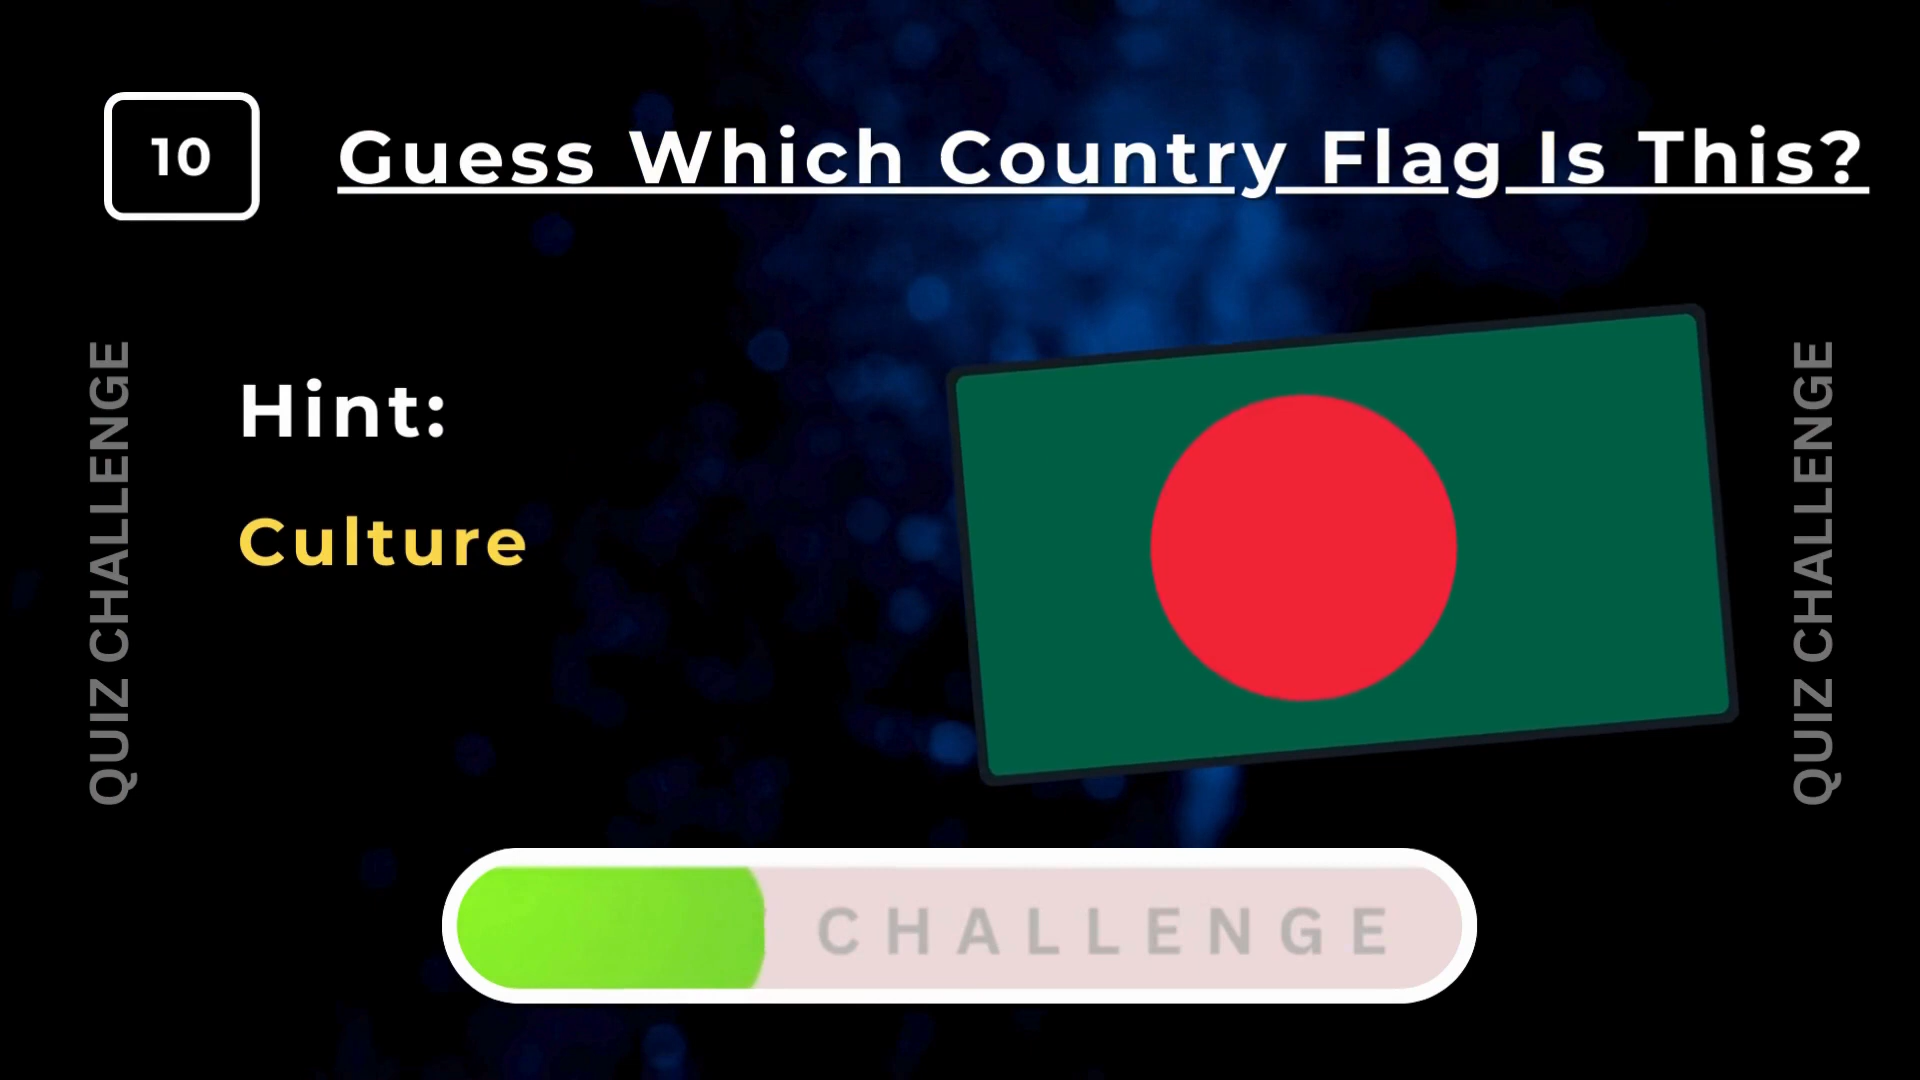 10
Guess Which Country Flag Is This?
Hint:
Culture
QUIZ CHALLENGE
QUIZ CHALLENGE
CHALLENGE